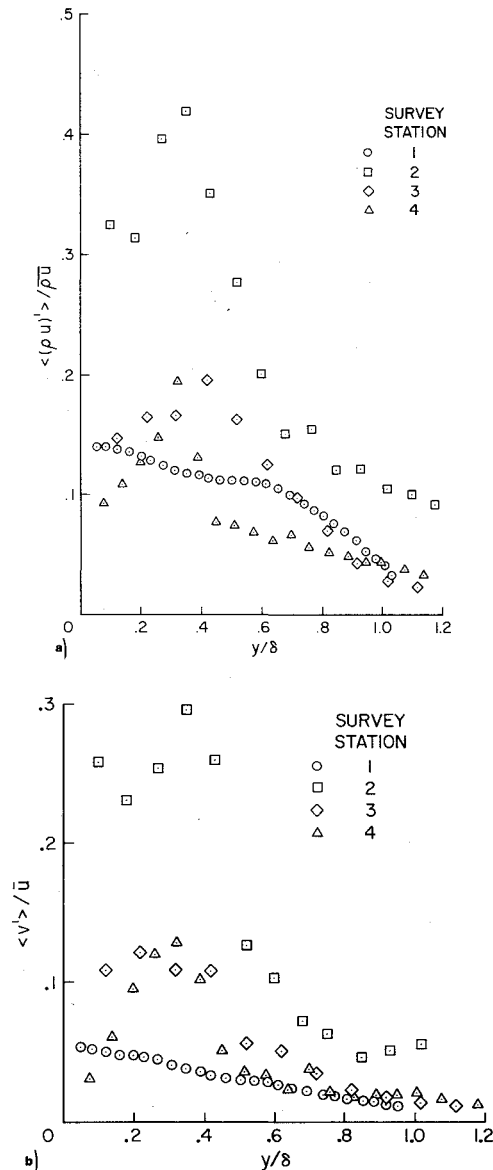 .5
SURVEY
STATION
○ 1
□ 2
◇ 3
△ 4
.4
.3
.2
.1
<(ρ u)'>/ρ̅u̅
0 .2 .4 .6 .8 1.0 1.2
y/δ
a)
.3
SURVEY
STATION
○ 1
□ 2
◇ 3
△ 4
.2
.1
<v'>/u̅
0 .2 .4 .6 .8 1.0 1.2
y/δ
b)